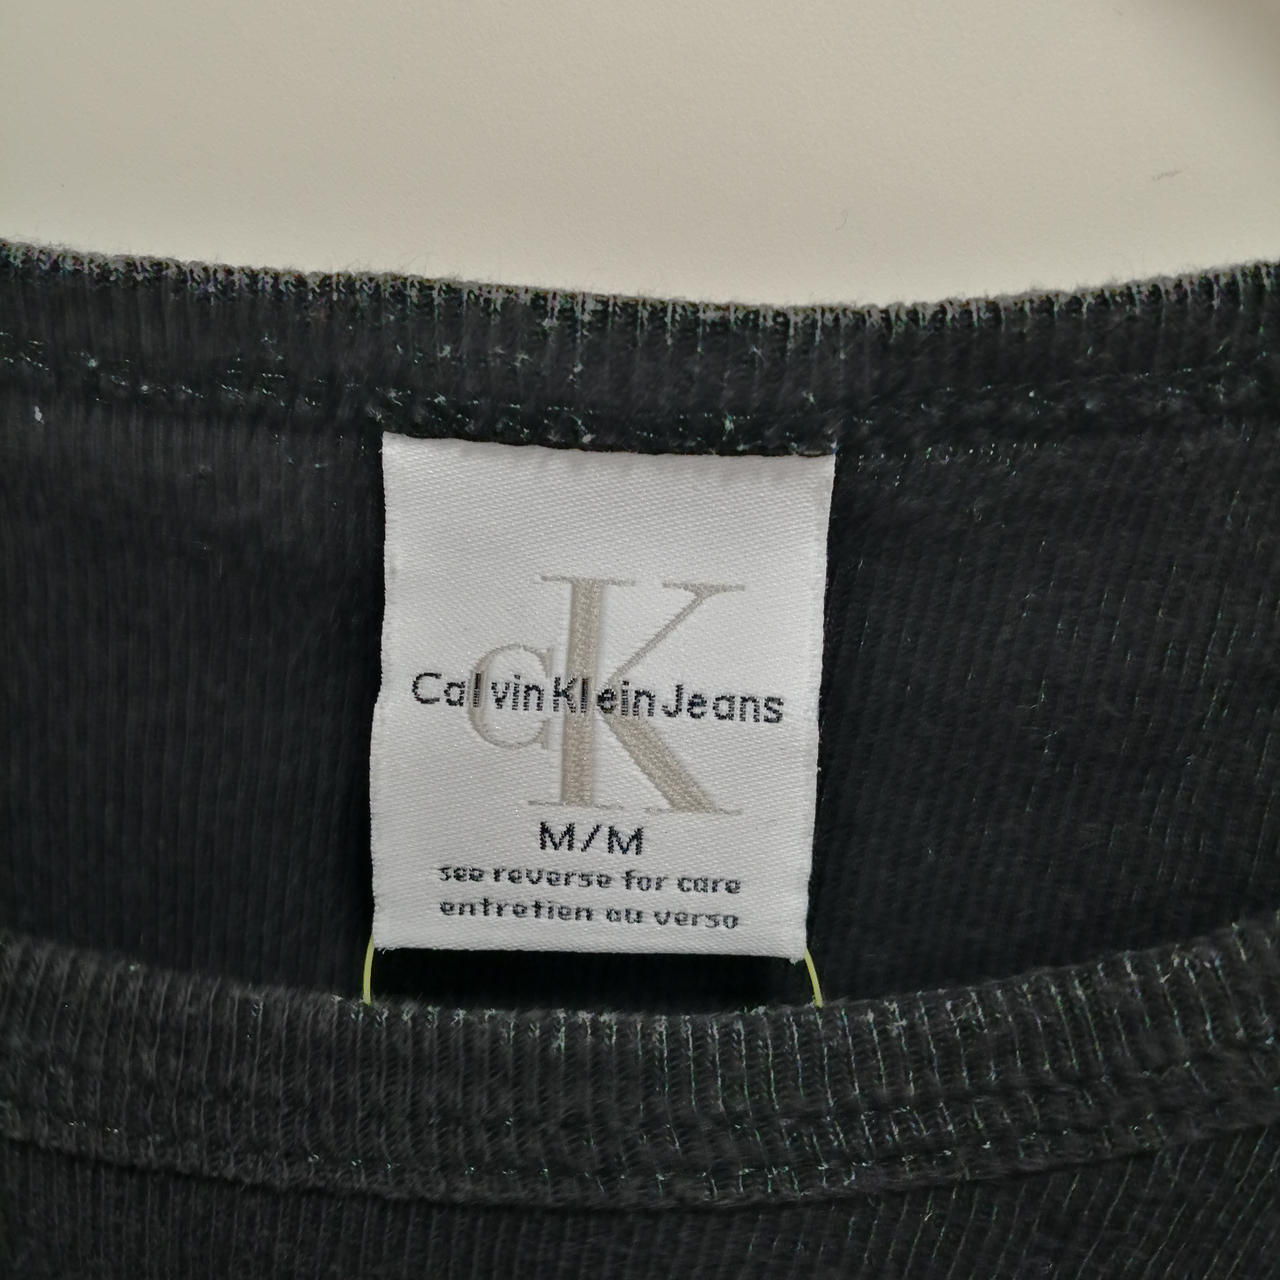 CK
Calvin Klein Jeans
M/M
see reverse for care
entretien au verso